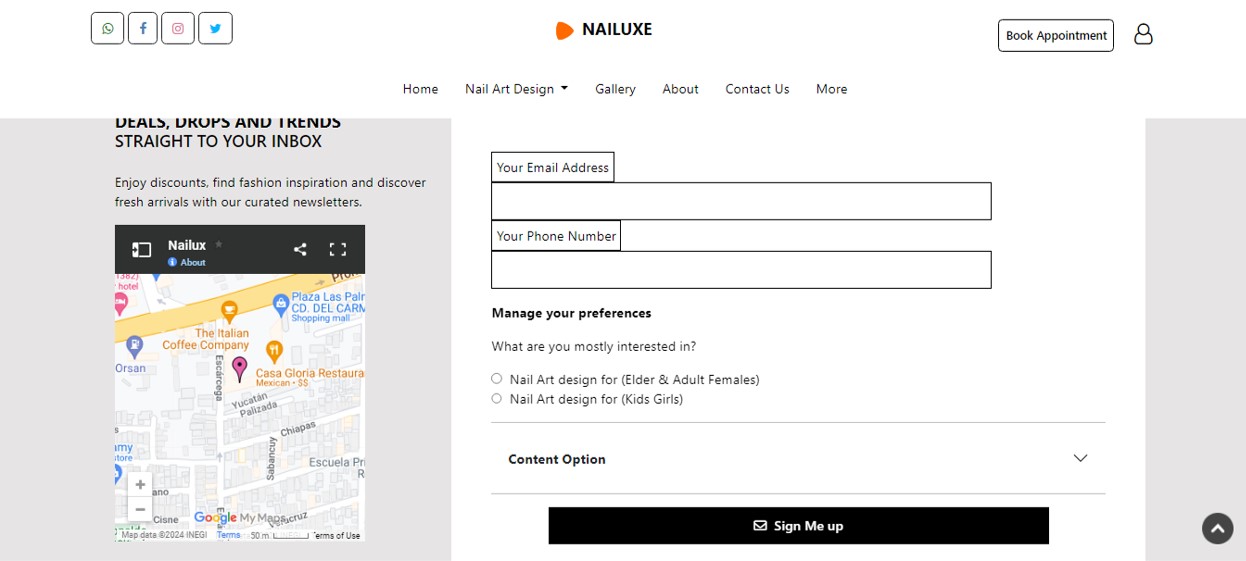 NAILUXE
Book Appointment
Home
Nail Art Design
Gallery
About
Contact Us
More
DEALS, DROPS AND TRENDS
STRAIGHT TO YOUR INBOX
Enjoy discounts, find fashion inspiration and discover
fresh arrivals with our curated newsletters.
Nailux
About
1382)
hotel
Plaza Las Pal
CD. DEL CARM
Shopping mall
The Italian
Coffee Company
Orsan
Casa Gloria Restaura
Mexican • $$
Escárcega
Yucatán
Palizada
Chiapas
Sabancuy
Escuela Pri
my
tore
ano
Cisne
Veracruz
Google My Maps
Map data ©2024 INEGI
Terms
50 m
Terms of Use
Your Email Address
Your Phone Number
Manage your preferences
What are you mostly interested in?
Nail Art design for (Elder & Adult Females)
Nail Art design for (Kids Girls)
Content Option
Sign Me up